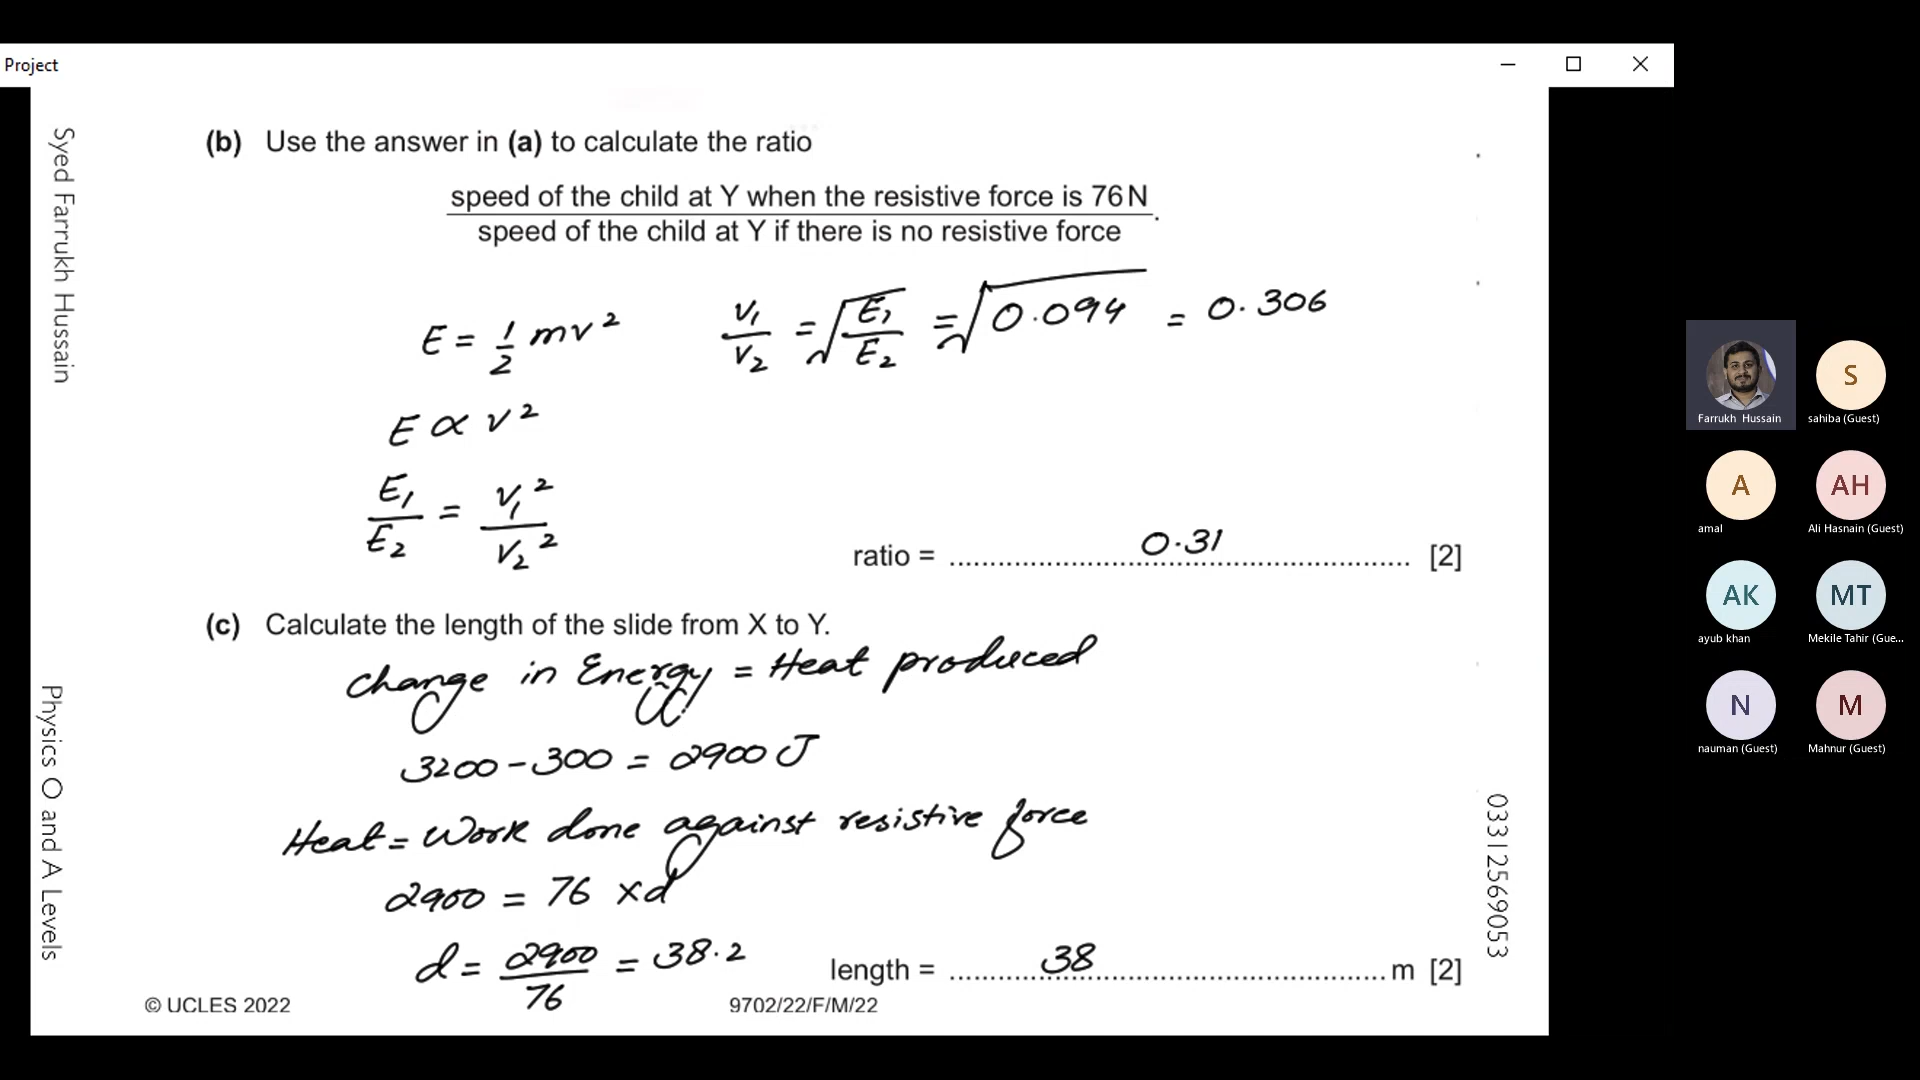 Project
Syed Farrukh Hussain
Physics O and A Levels
03312569053
(b) Use the answer in (a) to calculate the ratio
speed of the child at Y when the resistive force is 76 N
speed of the child at Y if there is no resistive force .
E = 1/2 mv²
V₁/V₂ = √(E₁/E₂) = √0.094 = 0.306
E ∝ v²
E₁/E₂ = V₁²/V₂²
ratio = 0.31 [2]
(c) Calculate the length of the slide from X to Y.
change in Energy = Heat produced
3200 - 300 = 2900 J
Heat = Work done against resistive force
2900 = 76 × d
d = 2900/76 = 38.2
length = 38 m [2]
© UCLES 2022
9702/22/F/M/22
Farrukh Hussain
S
sahiba (Guest)
A
amal
AH
Ali Hasnain (Guest)
AK
ayub khan
MT
Mekile Tahir (Gue...
N
nauman (Guest)
M
Mahnur (Guest)